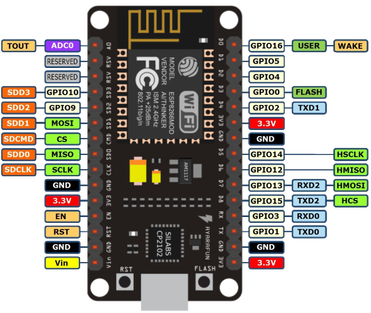 TOUT ADC0 A0 D0 GPIO16 USER WAKE
RESERVED RSV D1 GPIO5
RESERVED RSV D2 GPIO4
SDD3 GPIO10 SD3 D3 GPIO0 FLASH
SDD2 GPIO9 SD2 D4 GPIO2 TXD1
SDD1 MOSI SD1 3V3 3.3V
SDCMD CS CMD GND GND
SDD0 MISO SD0 D5 GPIO14 HSCLK
SDCLK SCLK CLK D6 GPIO12 HMISO
GND GND D7 GPIO13 RXD2 HMOSI
3.3V 3V3 D8 GPIO15 TXD2 HCS
EN EN RX GPIO3 RXD0
RST RST TX GPIO1 TXD0
GND GND GND GND
Vin Vin 3V3 3.3V
MODEL
VENDOR
ESP8266MOD
AI-THINKER
ISM 2.4GHz
PA +25dBm
802.11b/g/n
FC
Wi Fi
AMS1117
SILABS
CP2102
AYARAFUN
RST FLASH